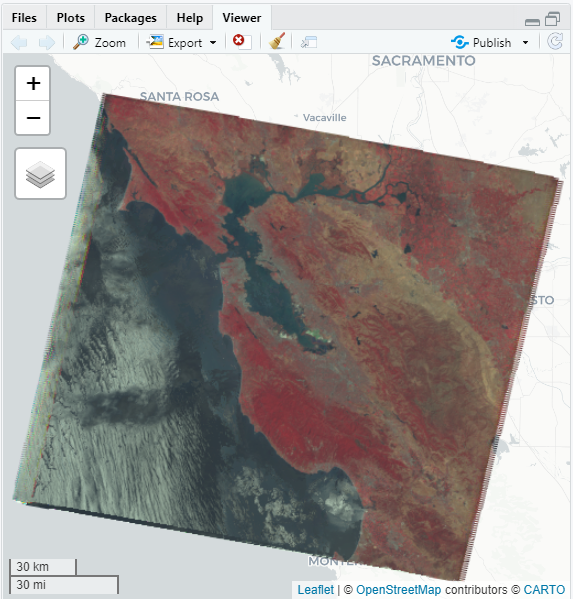 Files Plots Packages Help Viewer
Zoom Export Publish
SACRAMENTO
+
SANTA ROSA
Vacaville
−
STO
MONTE
30 km
30 mi
Leaflet | © OpenStreetMap contributors © CARTO